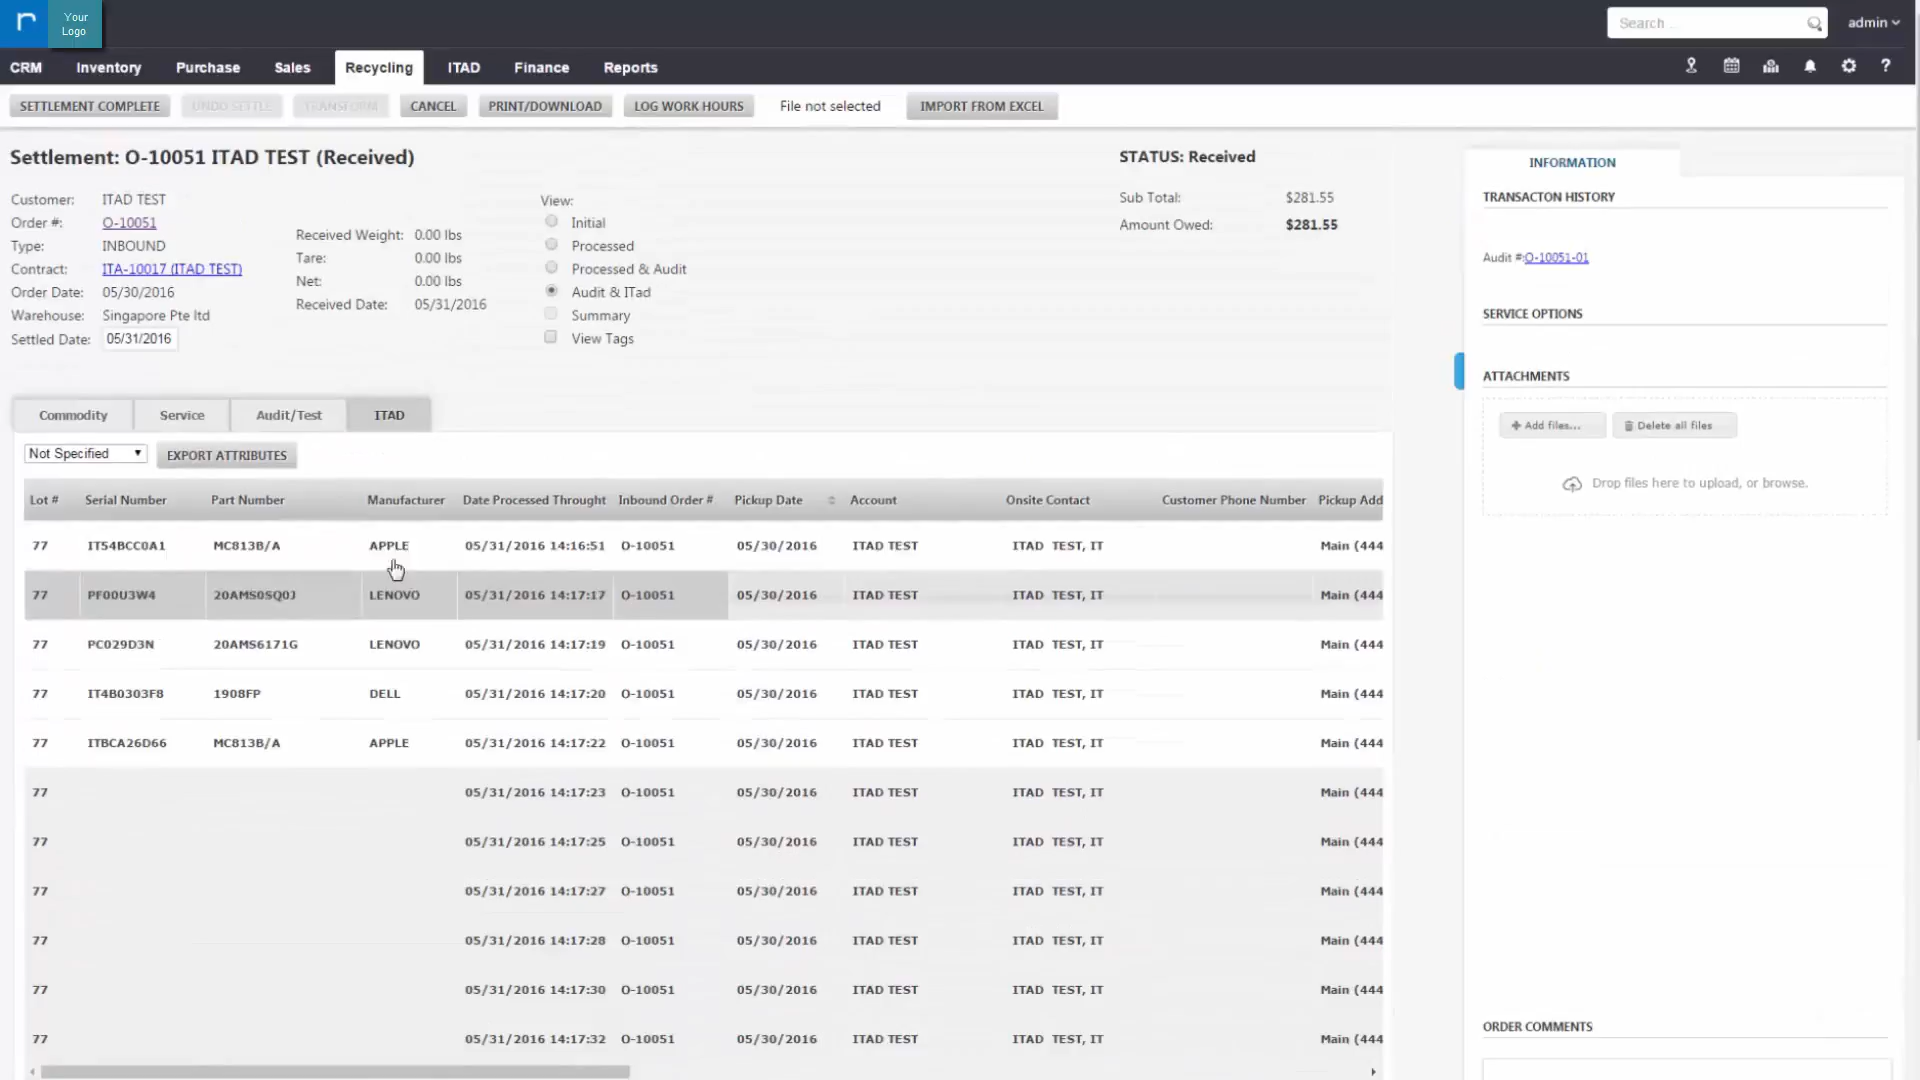 r Your Logo
Search...
admin
CRM Inventory Purchase Sales Recycling ITAD Finance Reports ?
SETTLEMENT COMPLETE UNDO SETTLE TRANSFORM CANCEL PRINT/DOWNLOAD LOG WORK HOURS File not selected IMPORT FROM EXCEL
Settlement: O-10051 ITAD TEST (Received)
Customer: ITAD TEST
Order #: O-10051
Type: INBOUND
Contract: ITA-10017 (ITAD TEST)
Order Date: 05/30/2016
Warehouse: Singapore Pte ltd
Settled Date: 05/31/2016
Received Weight: 0.00 lbs
Tare: 0.00 lbs
Net: 0.00 lbs
Received Date: 05/31/2016
View:
Initial
Processed
Processed & Audit
Audit & ITad
Summary
View Tags
STATUS: Received
Sub Total: $281.55
Amount Owed: $281.55
Commodity Service Audit/Test ITAD
Not Specified EXPORT ATTRIBUTES
Lot # Serial Number Part Number Manufacturer Date Processed Throught Inbound Order # Pickup Date Account Onsite Contact Customer Phone Number Pickup Add
77 IT54BCC0A1 MC813B/A APPLE 05/31/2016 14:16:51 O-10051 05/30/2016 ITAD TEST ITAD TEST, IT Main (444
77 PF00U3W4 20AMS0SQ0J LENOVO 05/31/2016 14:17:17 O-10051 05/30/2016 ITAD TEST ITAD TEST, IT Main (444
77 PC029D3N 20AMS6171G LENOVO 05/31/2016 14:17:19 O-10051 05/30/2016 ITAD TEST ITAD TEST, IT Main (444
77 IT4B0303F8 1908FP DELL 05/31/2016 14:17:20 O-10051 05/30/2016 ITAD TEST ITAD TEST, IT Main (444
77 ITBCA26D66 MC813B/A APPLE 05/31/2016 14:17:22 O-10051 05/30/2016 ITAD TEST ITAD TEST, IT Main (444
77 05/31/2016 14:17:23 O-10051 05/30/2016 ITAD TEST ITAD TEST, IT Main (444
77 05/31/2016 14:17:25 O-10051 05/30/2016 ITAD TEST ITAD TEST, IT Main (444
77 05/31/2016 14:17:27 O-10051 05/30/2016 ITAD TEST ITAD TEST, IT Main (444
77 05/31/2016 14:17:28 O-10051 05/30/2016 ITAD TEST ITAD TEST, IT Main (444
77 05/31/2016 14:17:30 O-10051 05/30/2016 ITAD TEST ITAD TEST, IT Main (444
77 05/31/2016 14:17:32 O-10051 05/30/2016 ITAD TEST ITAD TEST, IT Main (444
INFORMATION
TRANSACTON HISTORY
Audit #:O-10051-01
SERVICE OPTIONS
ATTACHMENTS
Add files... Delete all files
Drop files here to upload, or browse.
ORDER COMMENTS